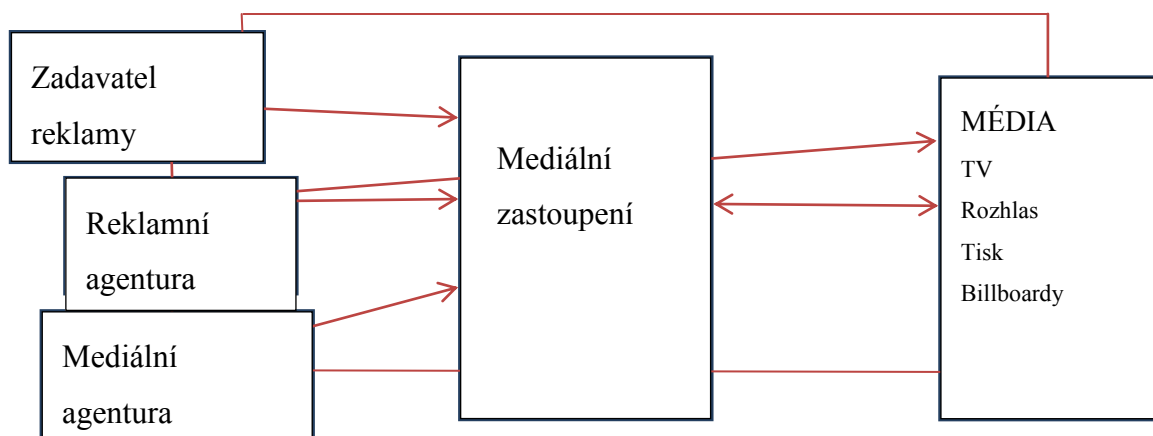 Zadavatel
reklamy
Reklamní
agentura
Mediální
agentura
Mediální
zastoupení
MÉDIA
TV
Rozhlas
Tisk
Billboardy